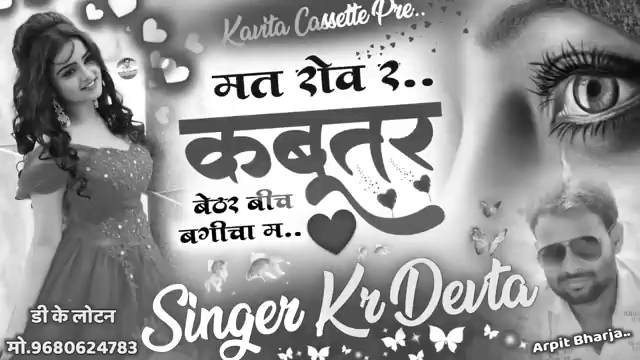 Kavita Cassette Pre..
मत रोव र..
कबूतर
बेठर बीच
बगीचा म..
Singer Kr Devta
डी के लोटन
मो.9680624783
Arpit Bharja..